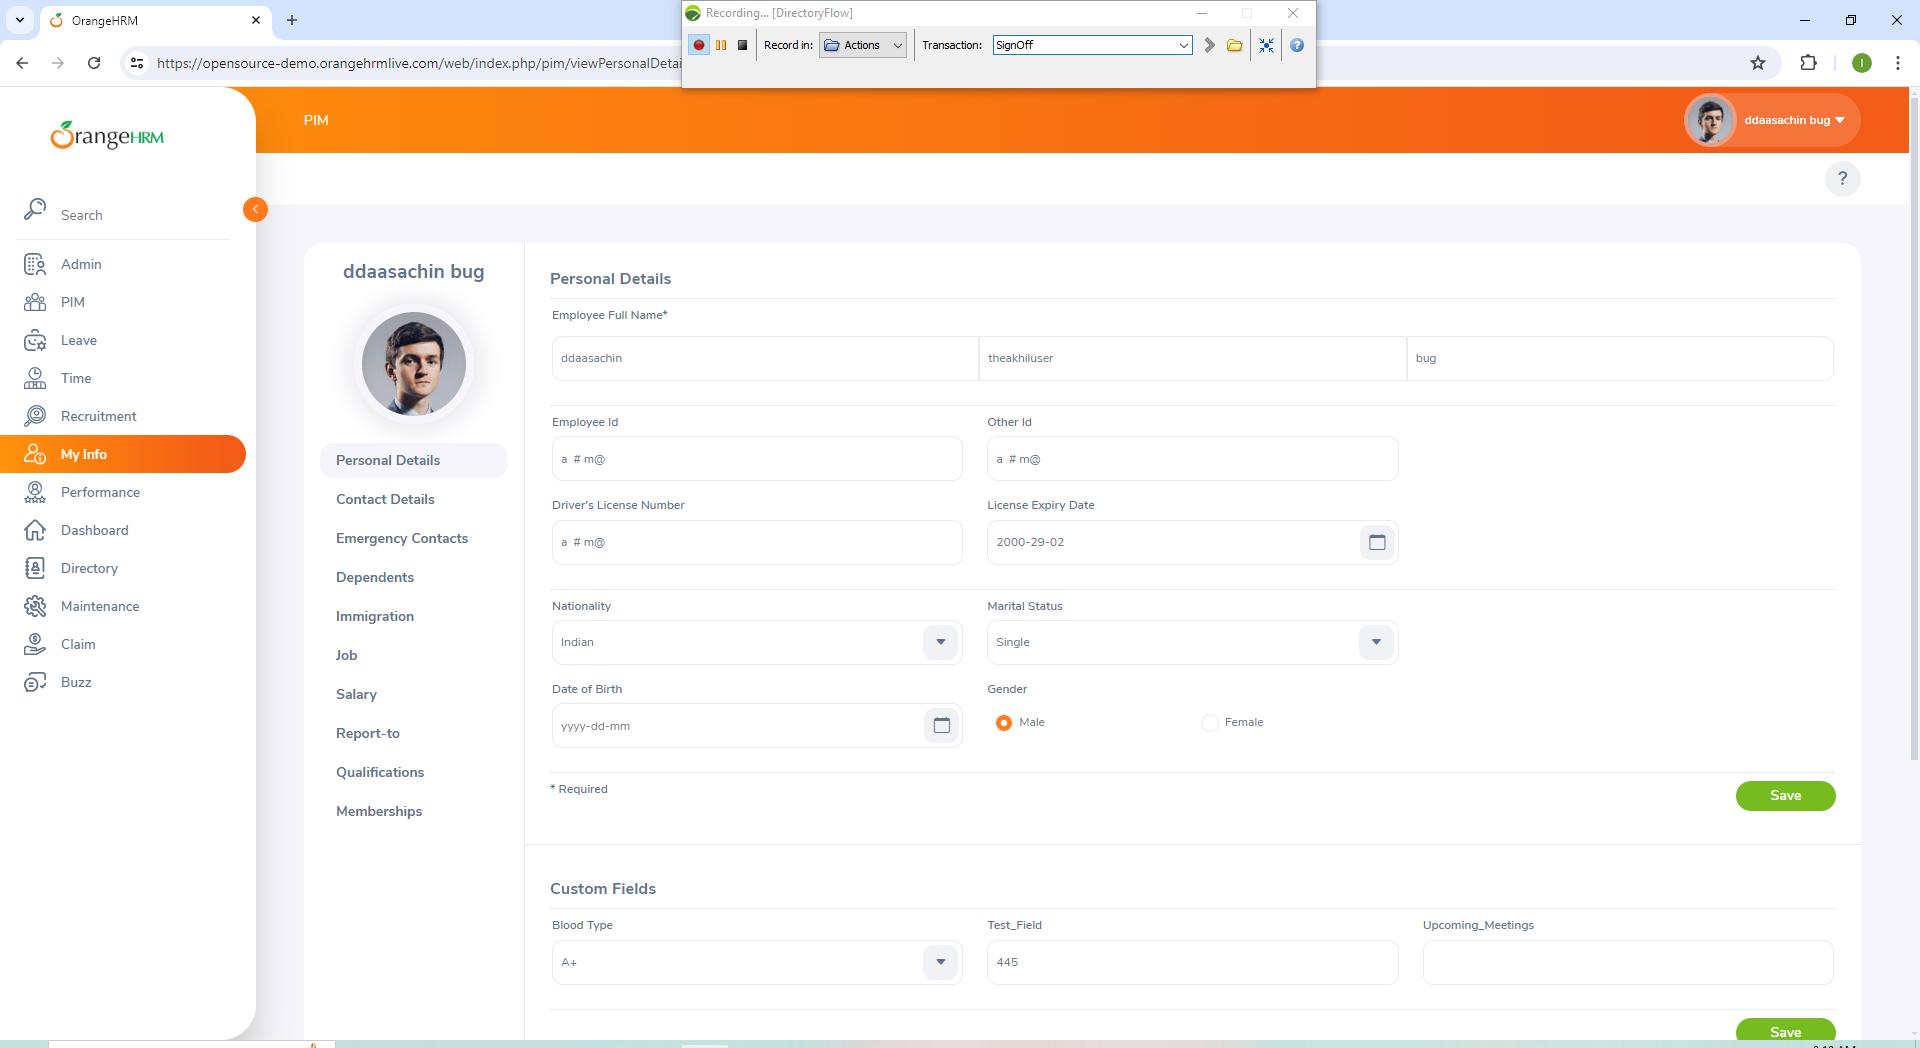 OrangeHRM
Recording... [DirectoryFlow]
Record in: Actions Transaction: SignOff
https://opensource-demo.orangehrmlive.com/web/index.php/pim/viewPersonalDetai
I
OrangeHRM
PIM
ddaasachin bug
?
Search
Admin
PIM
Leave
Time
Recruitment
My Info
Performance
Dashboard
Directory
Maintenance
Claim
Buzz
ddaasachin bug
Personal Details
Contact Details
Emergency Contacts
Dependents
Immigration
Job
Salary
Report-to
Qualifications
Memberships
Personal Details
Employee Full Name*
ddaasachin theakhiluser bug
Employee Id Other Id
a # m@ a # m@
Driver's License Number License Expiry Date
a # m@ 2000-29-02
Nationality Marital Status
Indian Single
Date of Birth Gender
yyyy-dd-mm Male Female
* Required
Save
Custom Fields
Blood Type Test_Field Upcoming_Meetings
A+ 445
Save